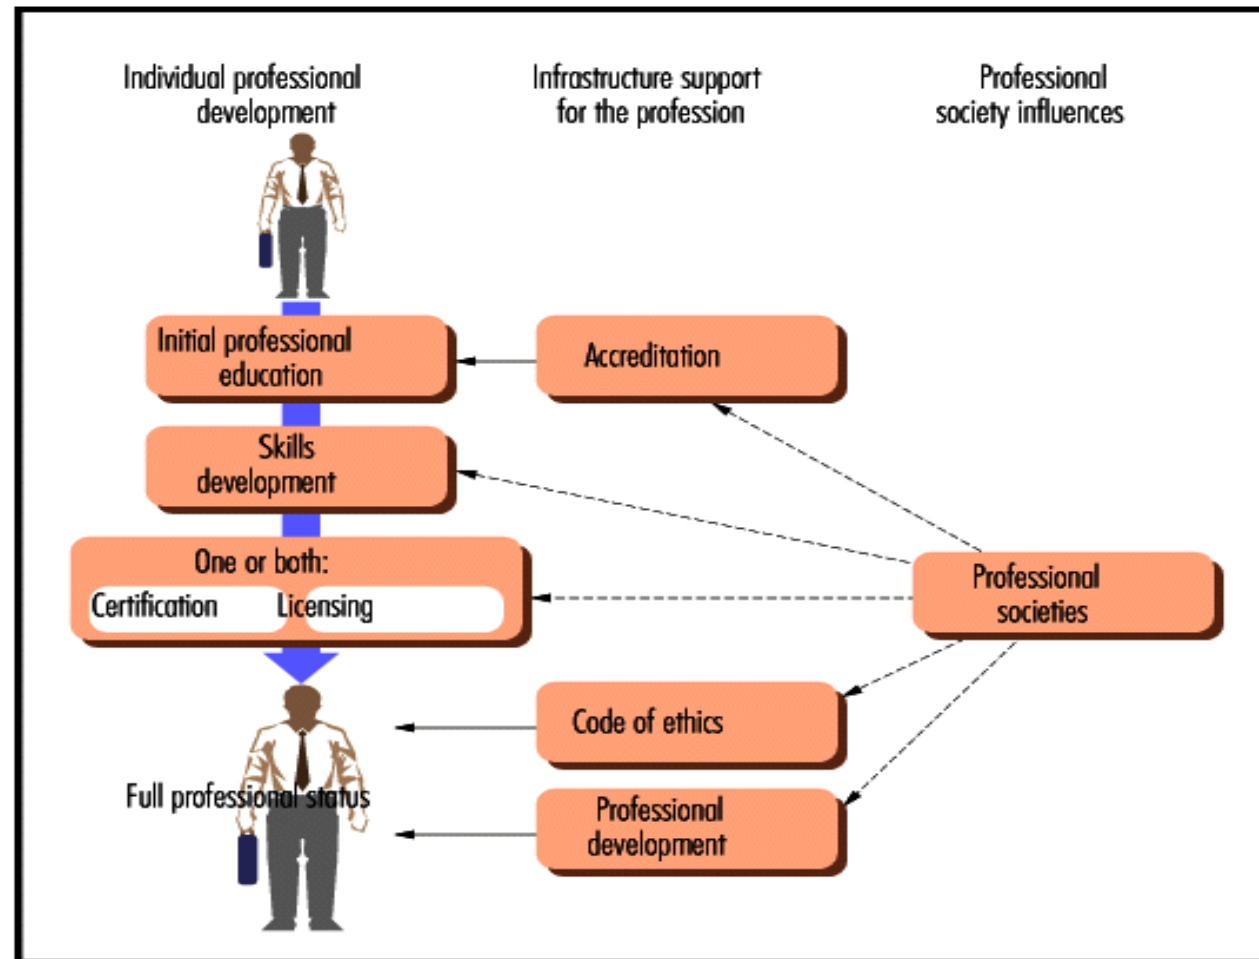 Individual professional
development
Infrastructure support
for the profession
Professional
society influences
Initial professional
education
Accreditation
Skills
development
One or both:
Certification
Licensing
Professional
societies
Code of ethics
Full professional status
Professional
development